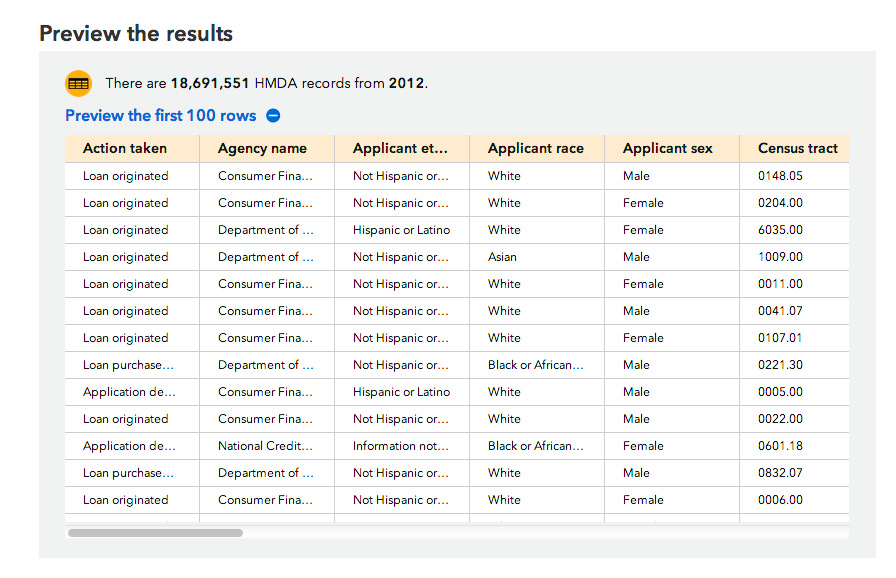 Preview the results
There are 18,691,551 HMDA records from 2012.
Preview the first 100 rows
Action taken Agency name Applicant et... Applicant race Applicant sex Census tract
Loan originated Consumer Fina... Not Hispanic or... White Male 0148.05
Loan originated Consumer Fina... Not Hispanic or... White Female 0204.00
Loan originated Department of ... Hispanic or Latino White Female 6035.00
Loan originated Department of ... Not Hispanic or... Asian Male 1009.00
Loan originated Consumer Fina... Not Hispanic or... White Female 0011.00
Loan originated Consumer Fina... Not Hispanic or... White Male 0041.07
Loan originated Consumer Fina... Not Hispanic or... White Female 0107.01
Loan purchase... Department of ... Not Hispanic or... Black or African... Male 0221.30
Application de... Consumer Fina... Hispanic or Latino White Male 0005.00
Loan originated Consumer Fina... Not Hispanic or... White Male 0022.00
Application de... National Credit... Information not... Black or African... Female 0601.18
Loan purchase... Department of ... Not Hispanic or... White Male 0832.07
Loan originated Consumer Fina... Not Hispanic or... White Female 0006.00